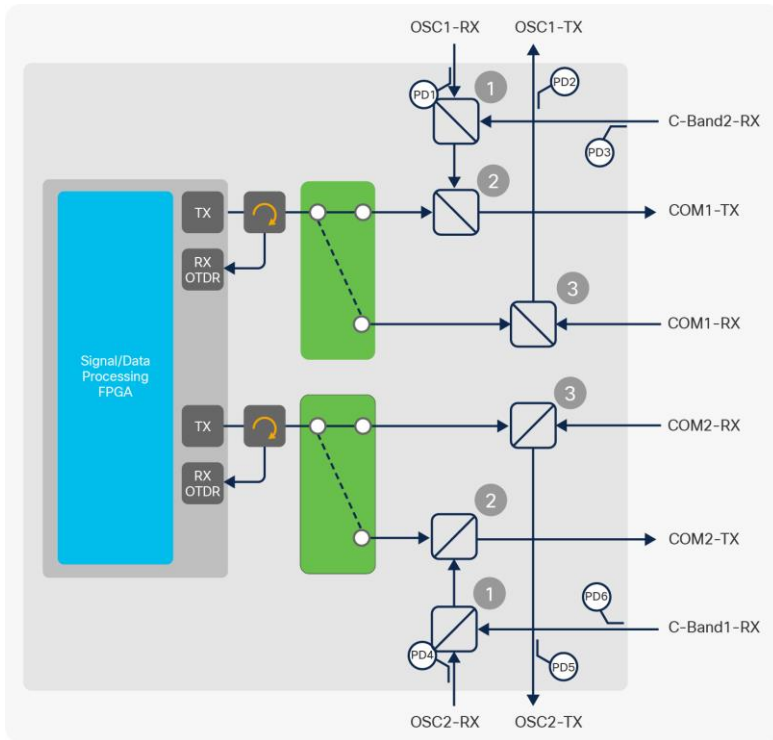 OSC1-RX
OSC1-TX
PD1
1
PD2
C-Band2-RX
PD3
2
TX
COM1-TX
RX
OTDR
3
COM1-RX
Signal/Data
Processing
FPGA
3
TX
COM2-RX
RX
OTDR
2
COM2-TX
1
PD6
C-Band1-RX
PD4
PD5
OSC2-RX
OSC2-TX